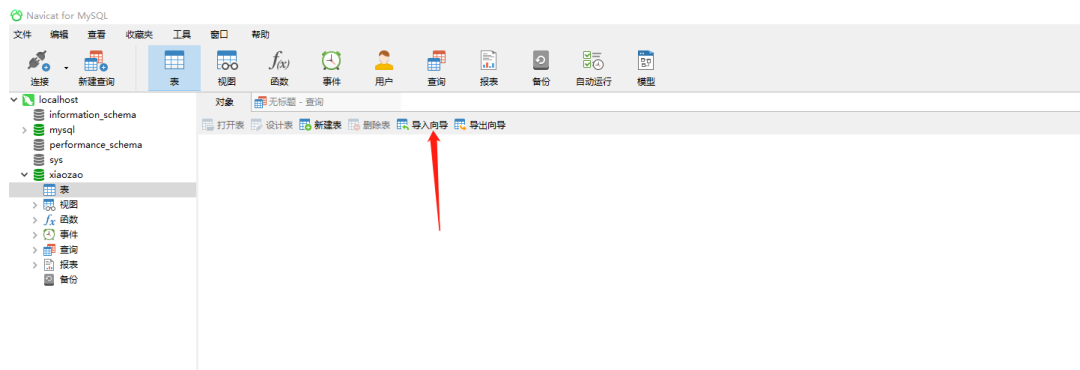 Navicat for MySQL
文件 编辑 查看 收藏夹 工具 窗口 帮助
f(x)
连接 新建查询 表 视图 函数 事件 用户 查询 报表 备份 自动运行 模型
localhost
对象 无标题 - 查询
information_schema
打开表 设计表 新建表 删除表 导入向导 导出向导
mysql
performance_schema
sys
xiaozao
表
视图
fx 函数
事件
查询
报表
备份